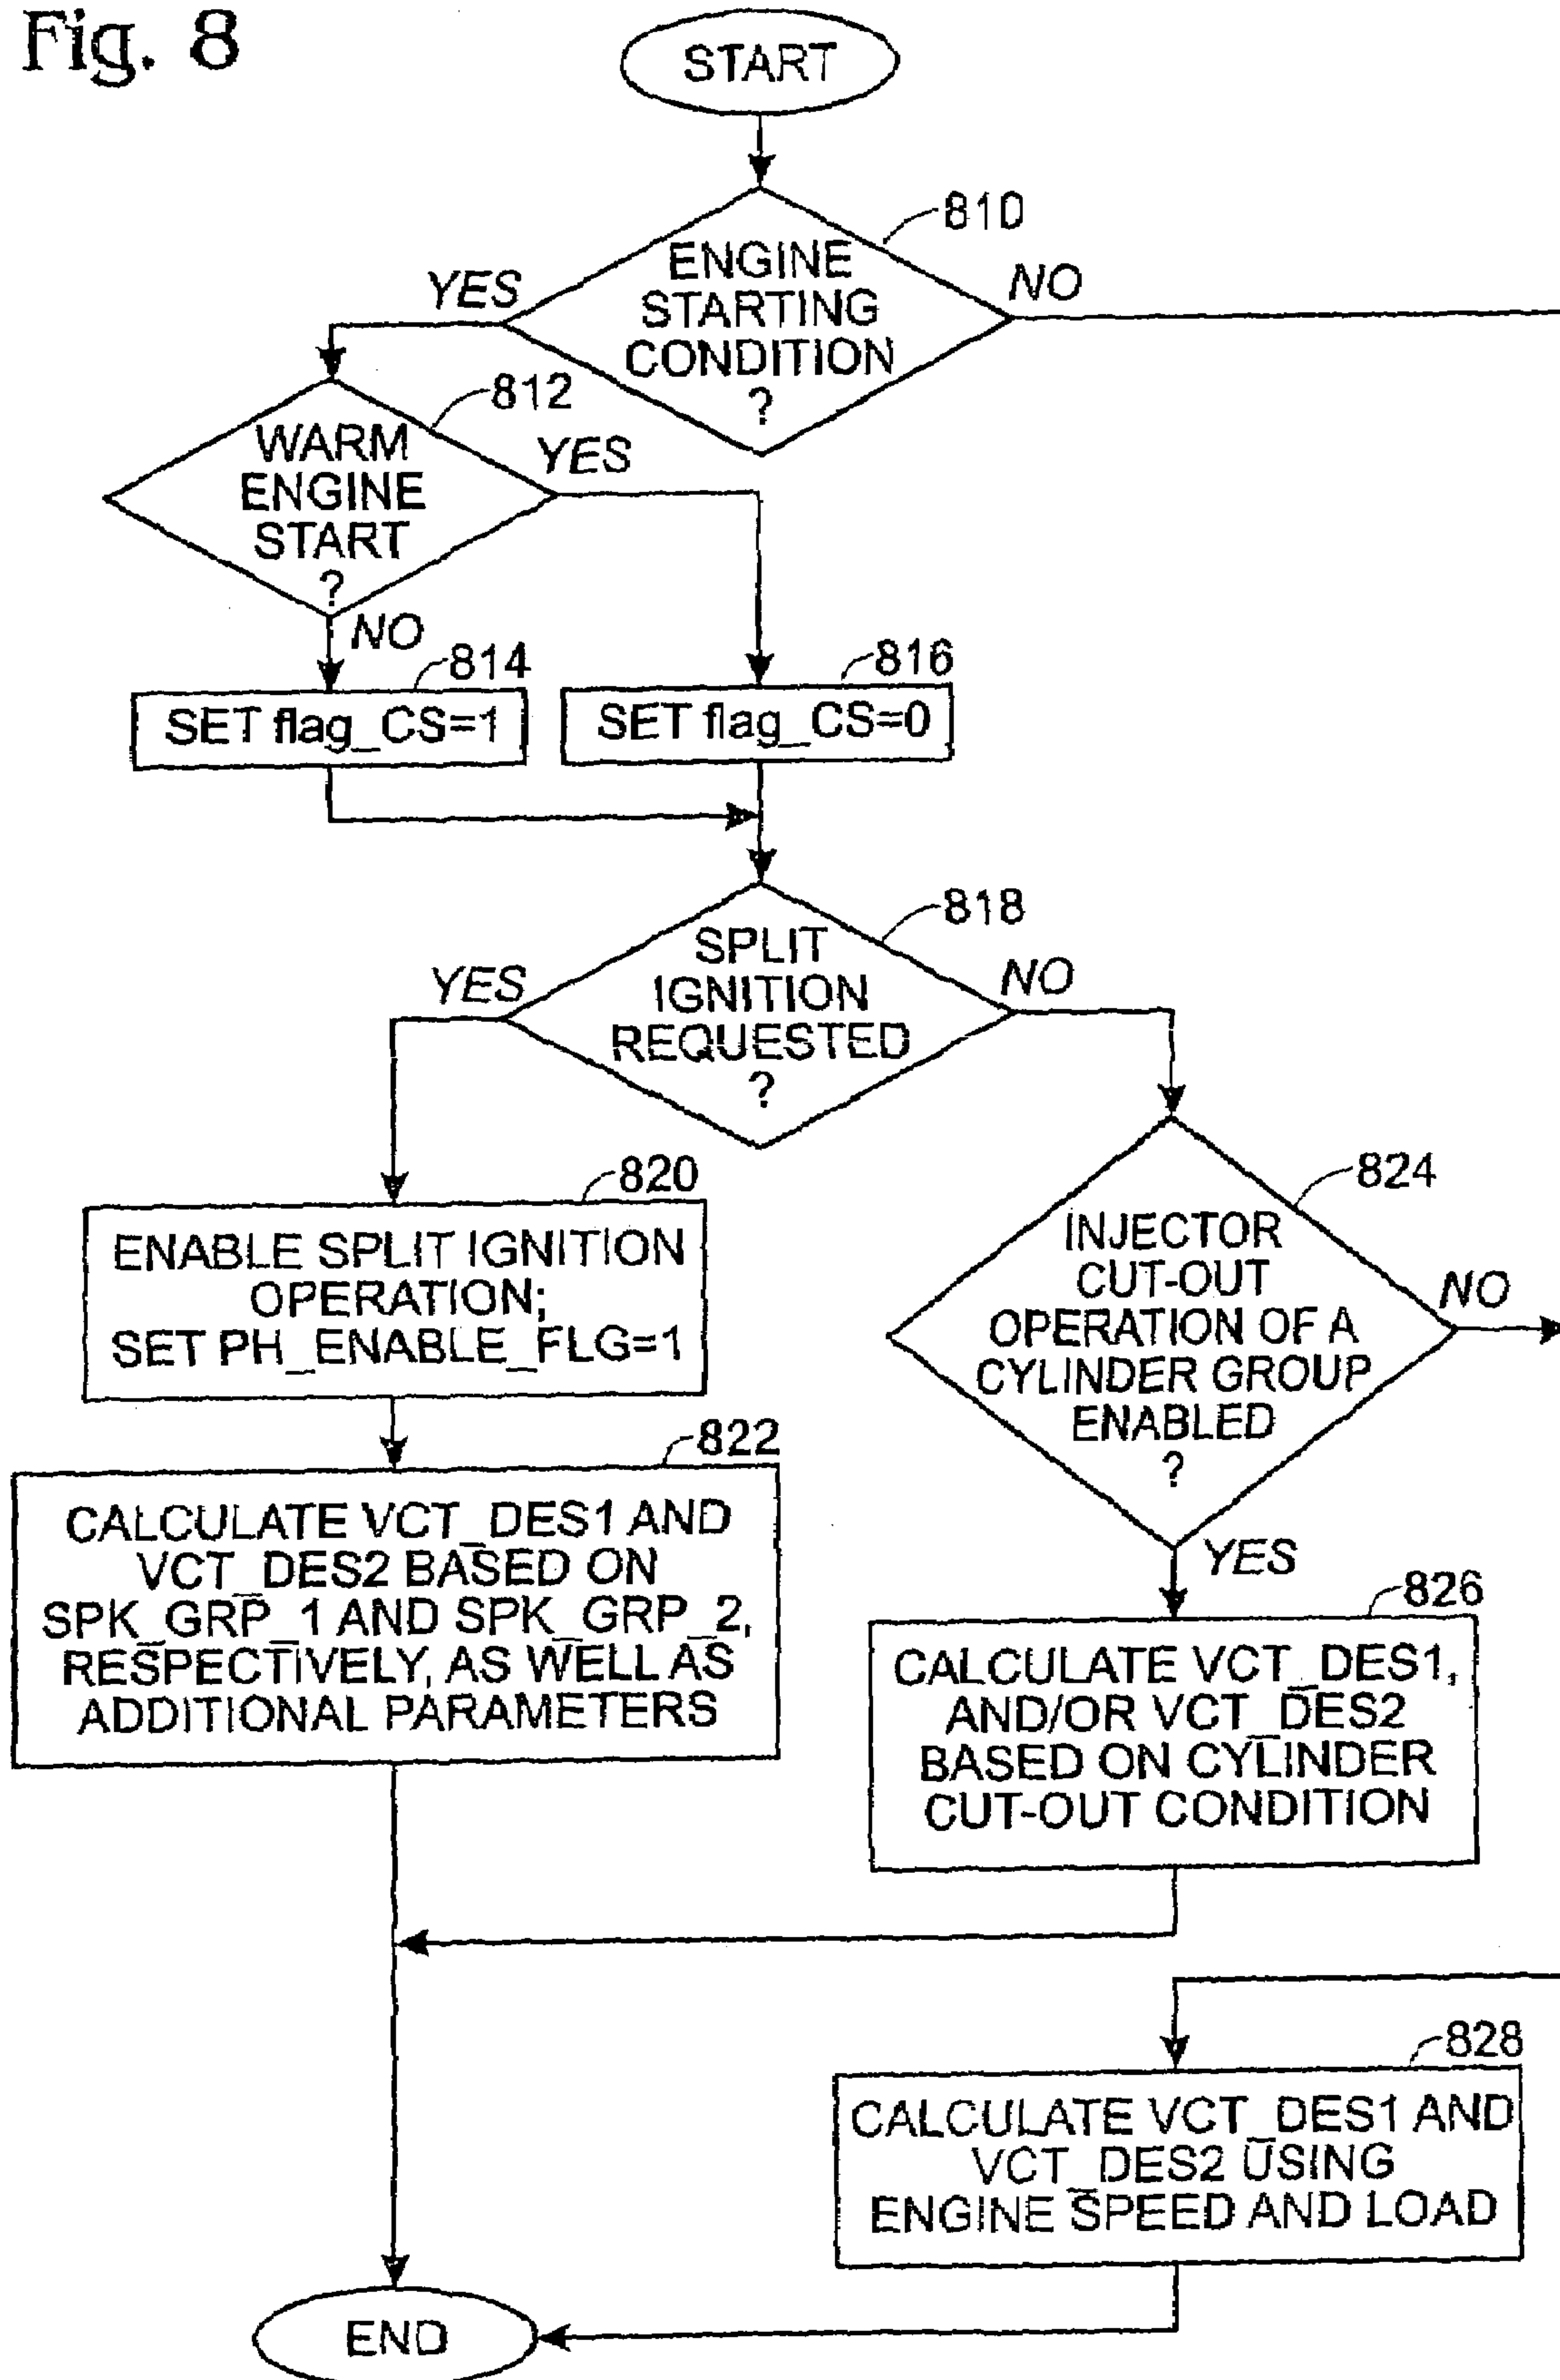 Fig. 8
START
810
ENGINE
STARTING
CONDITION
?
YES
NO
812
WARM
ENGINE
START
?
YES
NO
814
SET flag_CS=1
816
SET flag_CS=0
818
SPLIT
IGNITION
REQUESTED
?
YES
NO
820
ENABLE SPLIT IGNITION
OPERATION;
SET PH_ENABLE_FLG=1
824
INJECTOR
CUT-OUT
OPERATION OF A
CYLINDER GROUP
ENABLED
?
NO
YES
822
CALCULATE VCT_DES1 AND
VCT_DES2 BASED ON
SPK_GRP_1 AND SPK_GRP_2,
RESPECTIVELY, AS WELL AS
ADDITIONAL PARAMETERS
826
CALCULATE VCT_DES1,
AND/OR VCT_DES2
BASED ON CYLINDER
CUT-OUT CONDITION
828
CALCULATE VCT_DES1 AND
VCT_DES2 USING
ENGINE SPEED AND LOAD
END